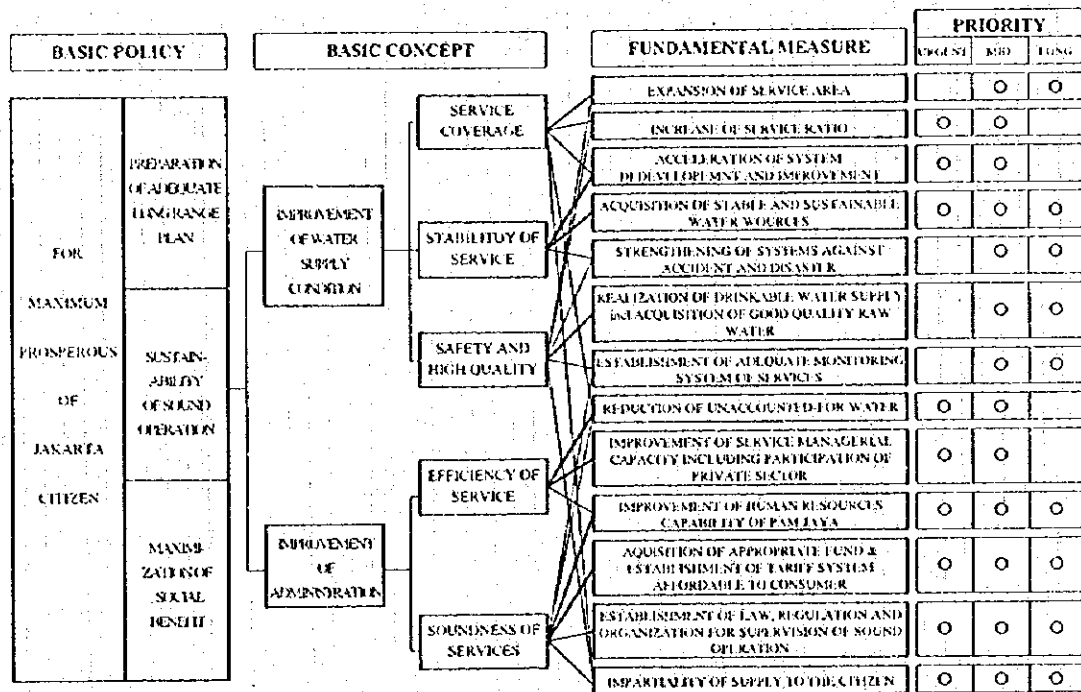 PRIORITY
BASIC POLICY
BASIC CONCEPT
FUNDAMENTAL MEASURE
URGENT MID LONG
FOR
MAXIMUM
PROSPEROUS
OF
JAKARTA
CITIZEN
PREPARATION
OF ADEQUATE
LONG RANGE
PLAN
SUSTAIN-
ABILITY
OF SOUND
OPERATION
MAXIMI-
ZATION OF
SOCIAL
BENEFIT
IMPROVEMENT
OF WATER
SUPPLY
CONDITION
IMPROVEMENT
OF
ADMINISTRATION
SERVICE
COVERAGE
STABILITUY OF
SERVICE
SAFETY AND
HIGH QUALITY
EFFICIENCY OF
SERVICE
SOUNDNESS OF
SERVICES
EXPANSION OF SERVICE AREA
O O
INCREASE OF SERVICE RATIO
O O
ACCELERATION OF SYSTEM
DEDEVELOPEMNT AND IMPROVEMENT
O O
ACQUISITION OF STABLE AND SUSTAINABLE
WATER WOURCES
O O O
STRENGTHENING OF SYSTEMS AGAINST
ACCIDENT AND DISASTER
O O
REALIZATION OF DRINKABLE WATER SUPPLY
incl ACQUISITION OF GOOD QUALITY RAW
WATER
O O
ESTABLISHMENT OF ADEQUATE MONITORING
SYSTEM OF SERVICES
O O
REDUCTION OF UNACCOUNTED-FOR WATER
O O
IMPROVEMENT OF SERVICE MANAGERIAL
CAPACITY INCLUDING PARTICIPATION OF
PRIVATE SECTOR
O O
IMPROVEMENT OF HUMAN RESOURCES
CAPABILITY OF PAM JAYA
O O O
AQUISITION OF APPROPRIATE FUND &
ESTABLISHMENT OF TARIFF SYSTEM
AFFORDABLE TO CONSUMER
O O O
ESTABLISHMENT OF LAW, REGULATION AND
ORGANIZATION FOR SUPERVISION OF SOUND
OPERATION
O O O
IMPARTIALITY OF SUPPLY TO THE CITIZEN
O O O